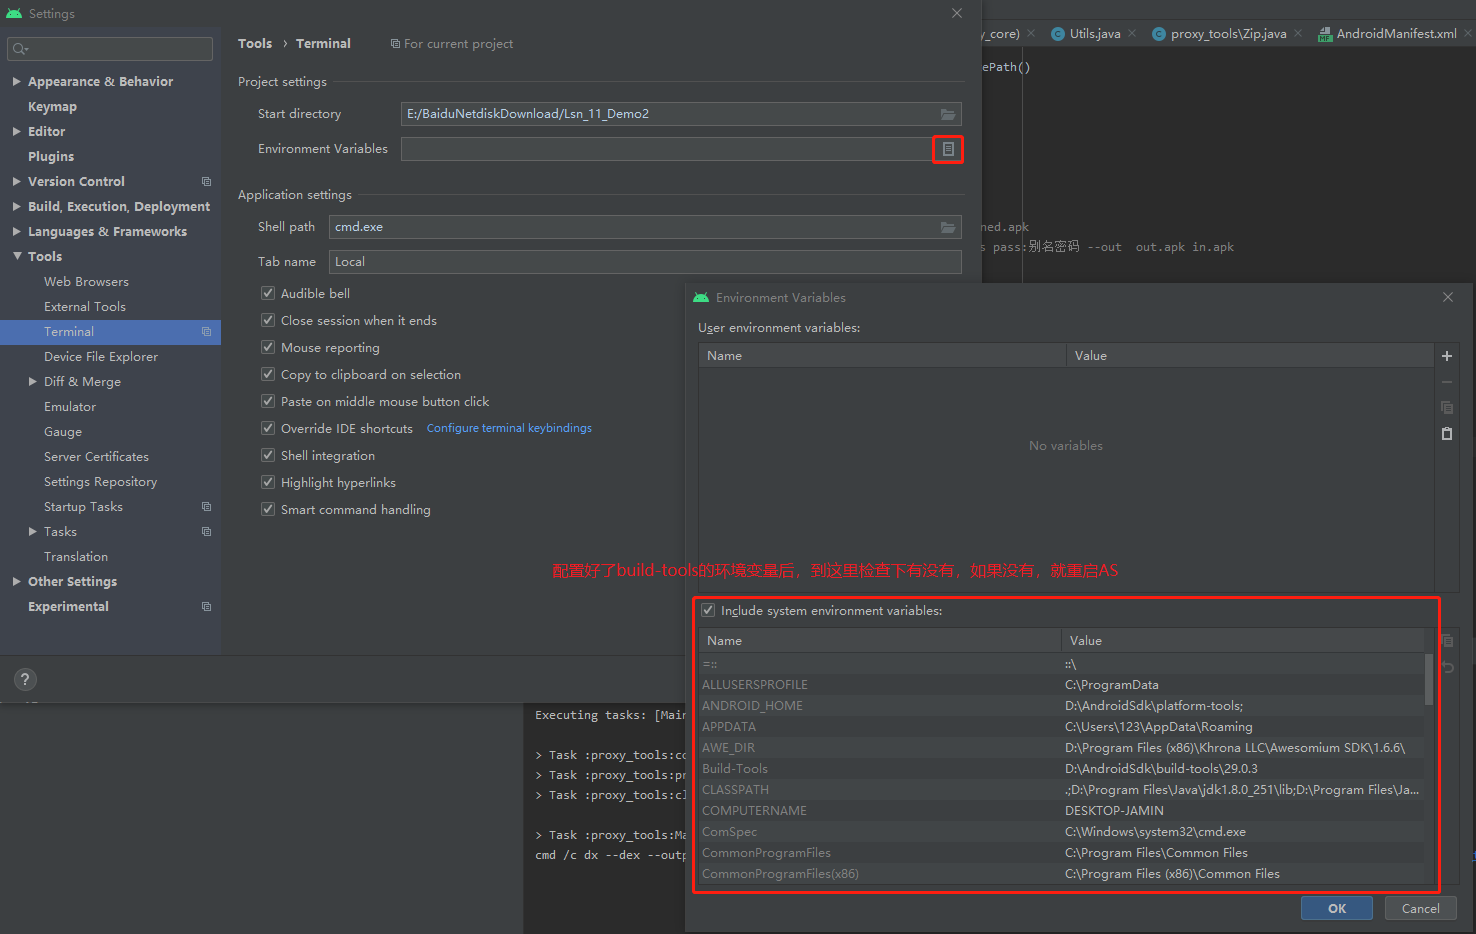 Settings
Tools › Terminal
For current project
Appearance & Behavior
Keymap
Editor
Plugins
Version Control
Build, Execution, Deployment
Languages & Frameworks
Tools
Web Browsers
External Tools
Terminal
Device File Explorer
Diff & Merge
Emulator
Gauge
Server Certificates
Settings Repository
Startup Tasks
Tasks
Translation
Other Settings
Experimental
?
Project settings
Start directory E:/BaiduNetdiskDownload/Lsn_11_Demo2
Environment Variables
Application settings
Shell path cmd.exe
Tab name Local
Audible bell
Close session when it ends
Mouse reporting
Copy to clipboard on selection
Paste on middle mouse button click
Override IDE shortcuts Configure terminal keybindings
Shell integration
Highlight hyperlinks
Smart command handling
y_core) Utils.java proxy_tools\Zip.java AndroidManifest.xml
ePath()
ned.apk
s pass:别名密码 --out out.apk in.apk
Environment Variables
User environment variables:
Name Value
No variables
配置好了build-tools的环境变量后，到这里检查下有没有，如果没有，就重启AS
Include system environment variables:
Name Value
=:: ::\
ALLUSERSPROFILE C:\ProgramData
ANDROID_HOME D:\AndroidSdk\platform-tools;
APPDATA C:\Users\123\AppData\Roaming
AWE_DIR D:\Program Files (x86)\Khrona LLC\Awesomium SDK\1.6.6\
Build-Tools D:\AndroidSdk\build-tools\29.0.3
CLASSPATH .;D:\Program Files\Java\jdk1.8.0_251\lib;D:\Program Files\Ja...
COMPUTERNAME DESKTOP-JAMIN
ComSpec C:\Windows\system32\cmd.exe
CommonProgramFiles C:\Program Files\Common Files
CommonProgramFiles(x86) C:\Program Files (x86)\Common Files
OK Cancel
Executing tasks: [Main
> Task :proxy_tools:co
> Task :proxy_tools:pr
> Task :proxy_tools:cl
> Task :proxy_tools:Ma
cmd /c dx --dex --outp